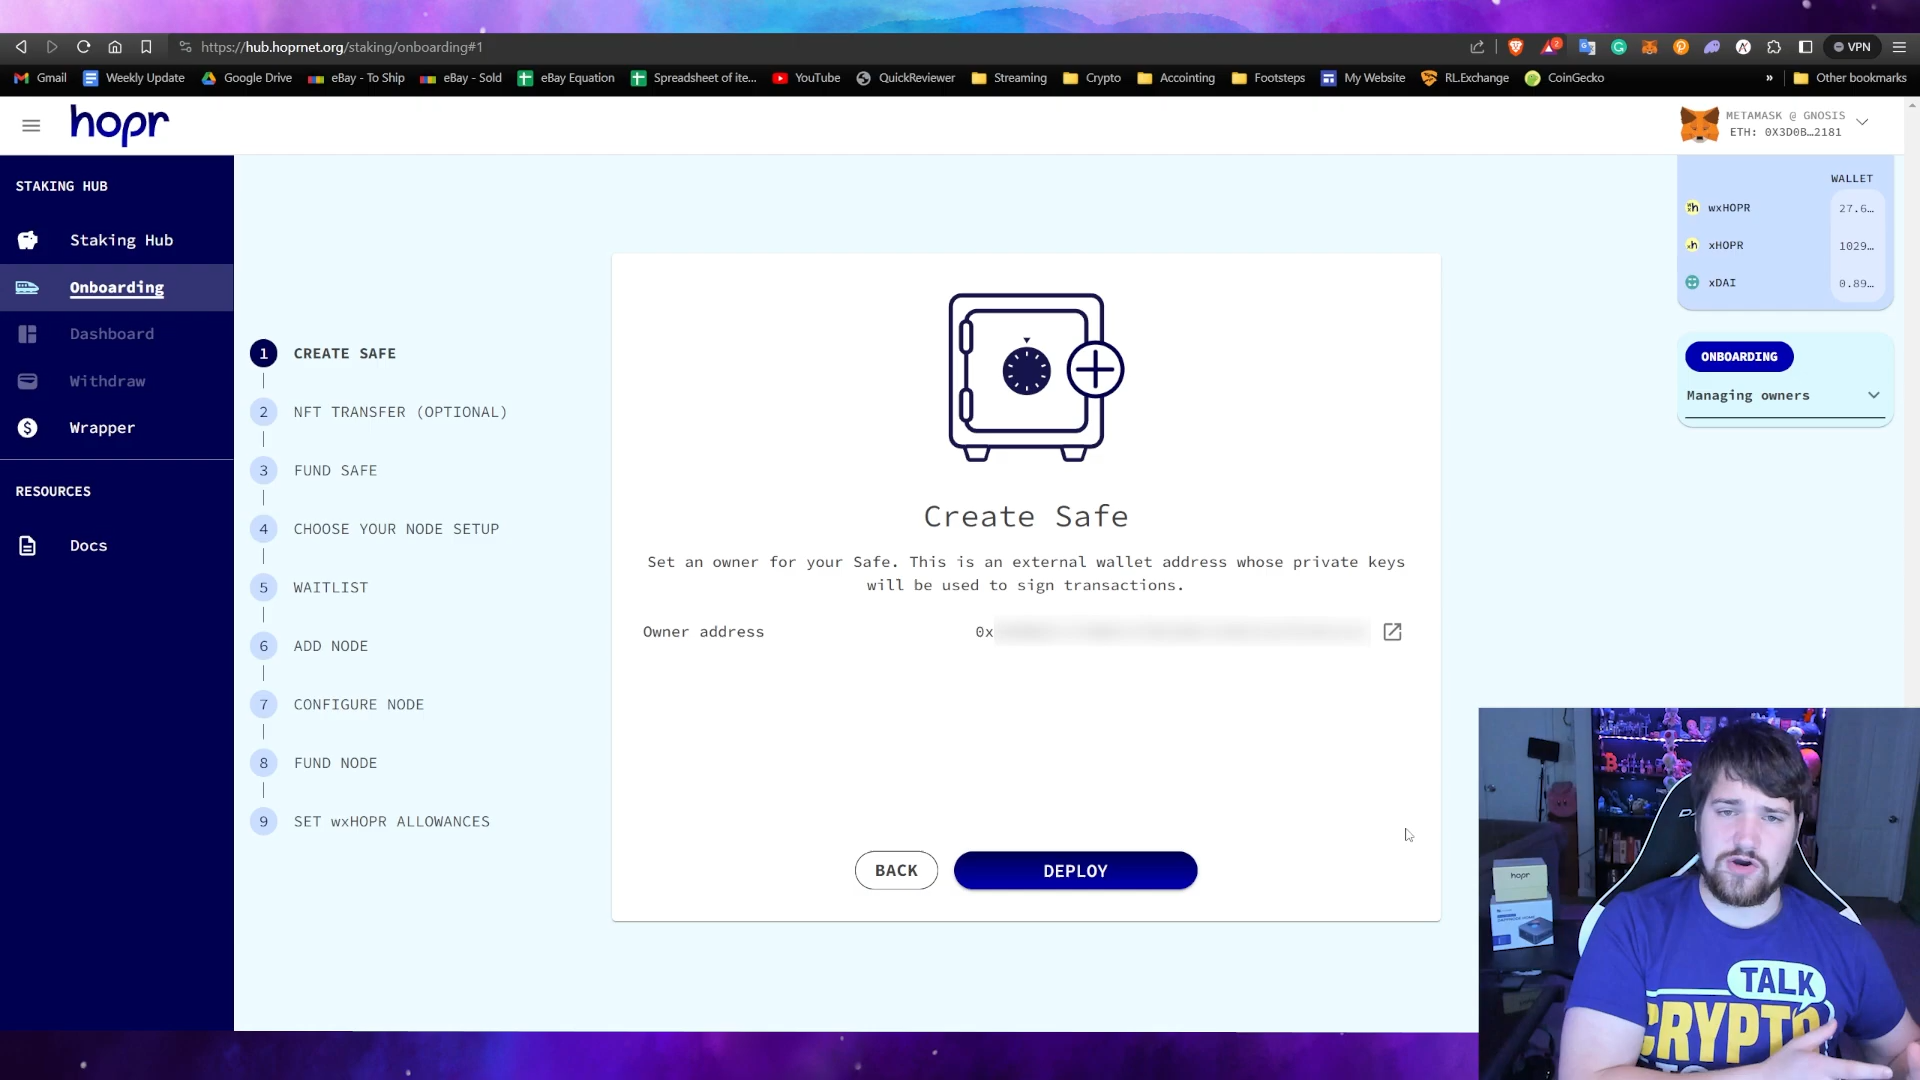 https://hub.hoprnet.org/staking/onboarding#1
2
VPN
Gmail
Weekly Update
Google Drive
eBay - To Ship
eBay - Sold
eBay Equation
Spreadsheet of ite...
YouTube
QuickReviewer
Streaming
Crypto
Accointing
Footsteps
My Website
RL.Exchange
CoinGecko
»
Other bookmarks
hopr
METAMASK @ GNOSIS
ETH: 0X3D0B…2181
STAKING HUB
Staking Hub
Onboarding
Dashboard
Withdraw
Wrapper
RESOURCES
Docs
1 CREATE SAFE
2 NFT TRANSFER (OPTIONAL)
3 FUND SAFE
4 CHOOSE YOUR NODE SETUP
5 WAITLIST
6 ADD NODE
7 CONFIGURE NODE
8 FUND NODE
9 SET wxHOPR ALLOWANCES
Create Safe
Set an owner for your Safe. This is an external wallet address whose private keys
will be used to sign transactions.
Owner address 0x
BACK
DEPLOY
WALLET
wxHOPR 27.6…
xHOPR 1029…
xDAI 0.89…
ONBOARDING
Managing owners
hopr
TALK
CRYPTO